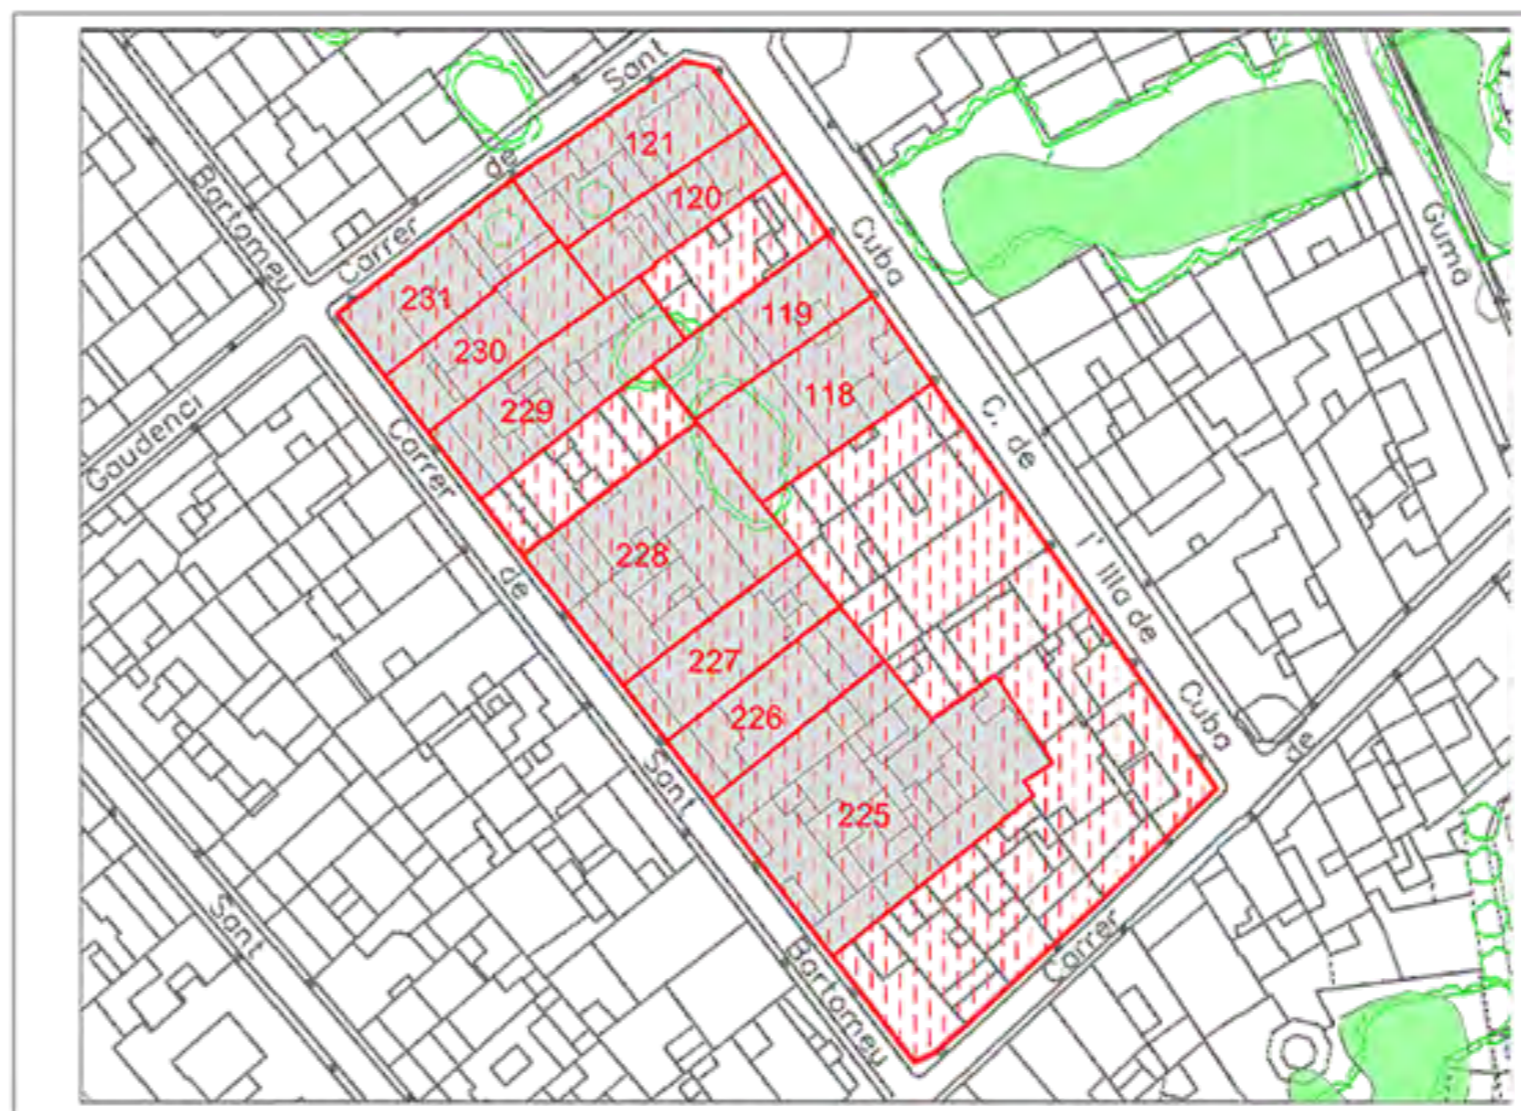 Carrer de Sant
Gaudenci
Bartomeu
121
120
231
230
229
119
118
228
227
226
225
Cuba
C. de l' Illa de Cuba
Gumà
Carrer de Sant Bartomeu
Sant
Carrer de